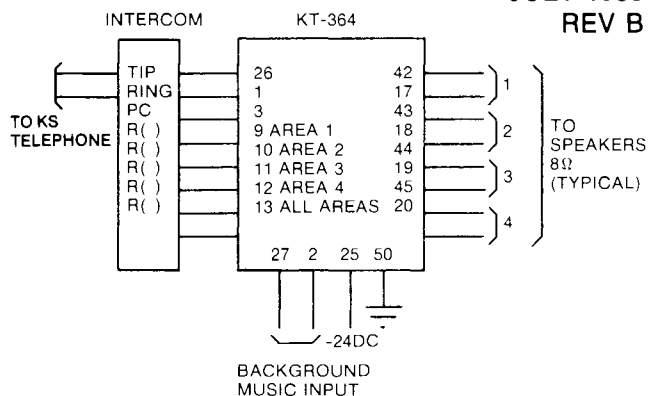 REV B
INTERCOM KT-364
TIP 26 42
RING 1 17 1
PC 3 43
TO KS TELEPHONE
R( ) 9 AREA 1 18 2
R( ) 10 AREA 2 44
R( ) 11 AREA 3 19 3
R( ) 12 AREA 4 45
R( ) 13 ALL AREAS 20 4
TO
SPEAKERS
8Ω
(TYPICAL)
27 2 25 50
-24DC
BACKGROUND
MUSIC INPUT